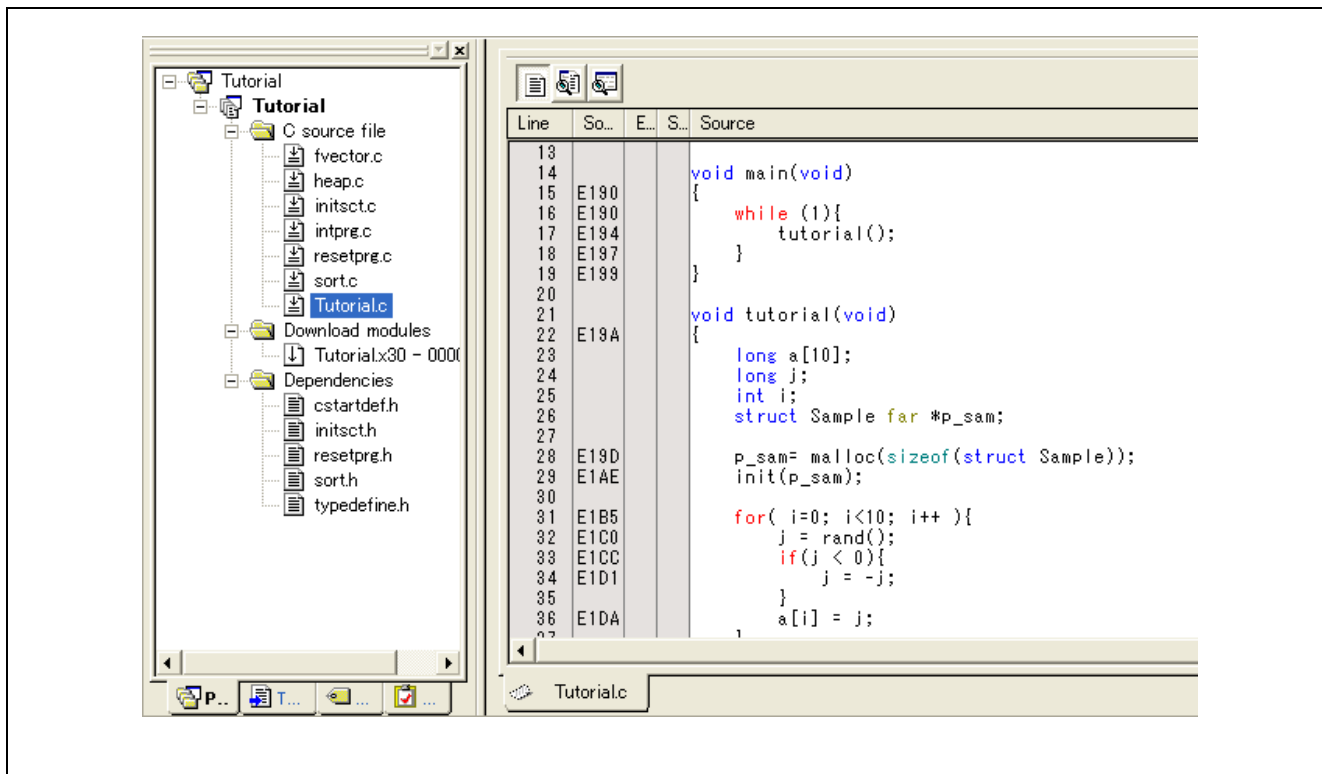 Tutorial
Tutorial
C source file
fvector.c
heap.c
initsct.c
intprg.c
resetprg.c
sort.c
Tutorial.c
Download modules
Tutorial.x30 - 000
Dependencies
cstartdef.h
initsct.h
resetprg.h
sort.h
typedefine.h
P.. T... ... ...
Line So... E... S... Source
13
14 void main(void)
15 E190 {
16 E190 while (1){
17 E194 tutorial();
18 E197 }
19 E199 }
20
21 void tutorial(void)
22 E19A {
23 long a[10];
24 long j;
25 int i;
26 struct Sample far *p_sam;
27
28 E19D p_sam= malloc(sizeof(struct Sample));
29 E1AE init(p_sam);
30
31 E1B5 for( i=0; i<10; i++ ){
32 E1C0 j = rand();
33 E1CC if(j < 0){
34 E1D1 j = -j;
35 }
36 E1DA a[i] = j;
Tutorial.c